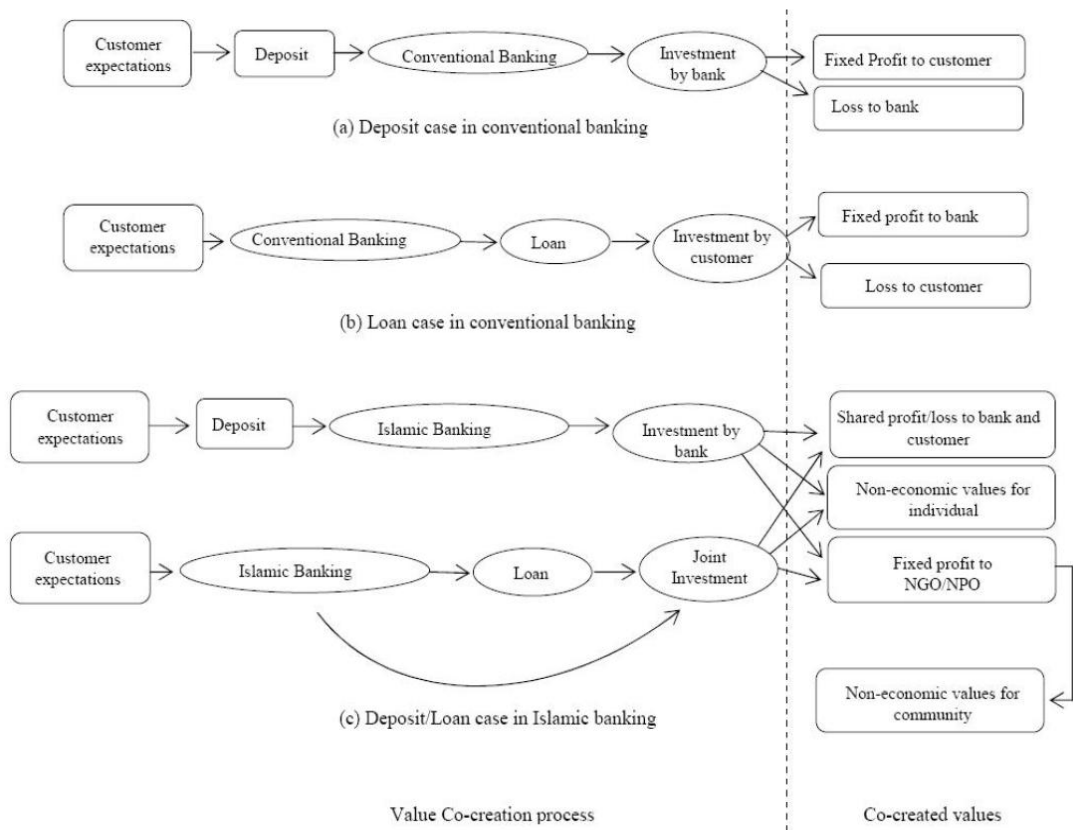 Customer
expectations
Deposit
Conventional Banking
Investment
by bank
Fixed Profit to customer
Loss to bank
(a) Deposit case in conventional banking
Customer
expectations
Conventional Banking
Loan
Investment by
customer
Fixed profit to bank
Loss to customer
(b) Loan case in conventional banking
Customer
expectations
Deposit
Islamic Banking
Investment by
bank
Shared profit/loss to bank and
customer
Non-economic values for
individual
Customer
expectations
Islamic Banking
Loan
Joint
Investment
Fixed profit to
NGO/NPO
Non-economic values for
community
(c) Deposit/Loan case in Islamic banking
Value Co-creation process
Co-created values